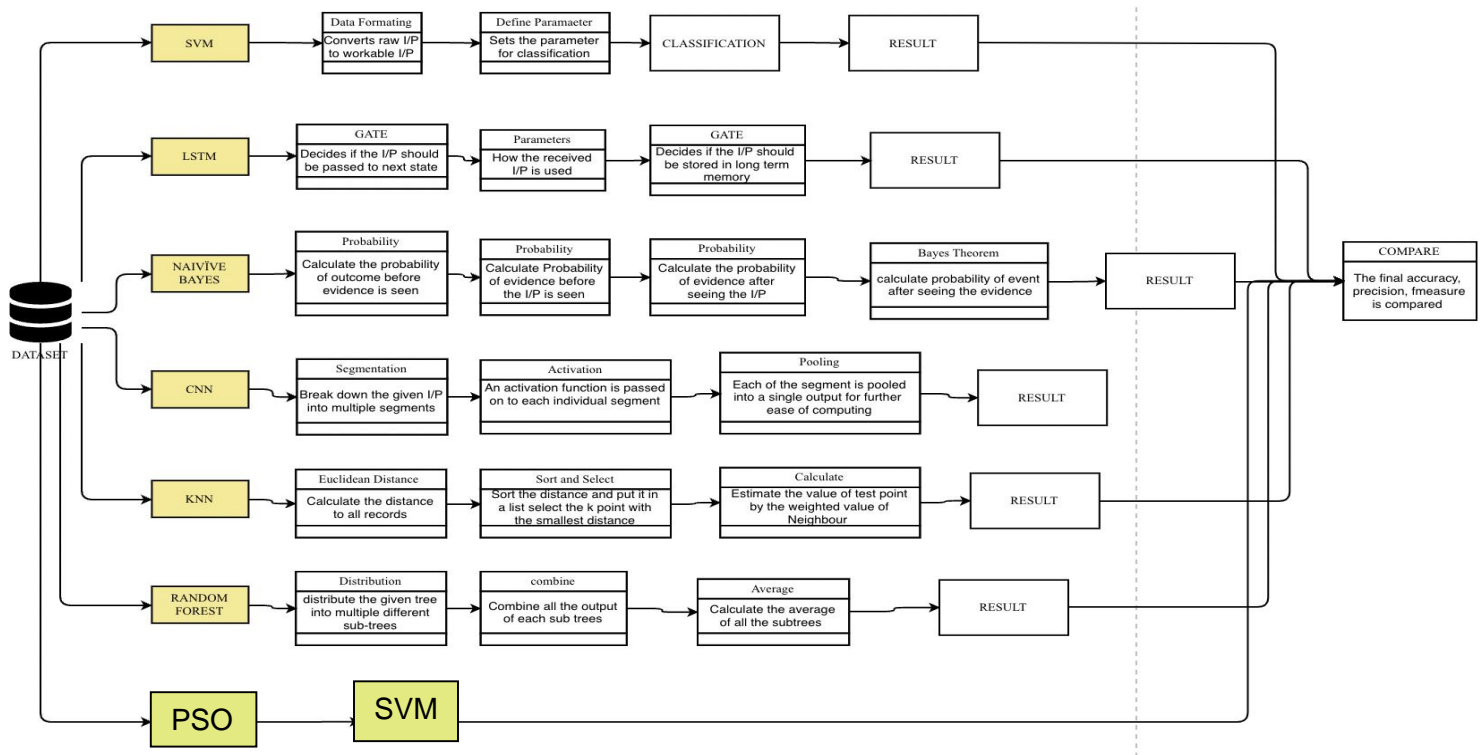 Data Formating
Converts raw I/P
to workable I/P
Define Paramaeter
Sets the parameter
for classification
SVM
CLASSIFICATION
RESULT
LSTM
GATE
Decides if the I/P should
be passed to next state
Parameters
How the received
I/P is used
GATE
Decides if the I/P should
be stored in long term
memory
RESULT
NAIVÏVE
BAYES
Probability
Calculate the probability
of outcome before
evidence is seen
Probability
Calculate Probability
of evidence before
the I/P is seen
Probability
Calculate the probability
of evidence after
seeing the I/P
Bayes Theorem
calculate probability of event
after seeing the evidence
RESULT
COMPARE
The final accuracy,
precision, fmeasure
is compared
DATASET
CNN
Segmentation
Break down the given I/P
into multiple segments
Activation
An activation function is passed
on to each individual segment
Pooling
Each of the segment is pooled
into a single output for further
ease of computing
RESULT
KNN
Euclidean Distance
Calculate the distance
to all records
Sort and Select
Sort the distance and put it in
a list select the k point with
the smallest distance
Calculate
Estimate the value of test point
by the weighted value of
Neighbour
RESULT
RANDOM
FOREST
Distribution
distribute the given tree
into multiple different
sub-trees
combine
Combine all the output
of each sub trees
Average
Calculate the average
of all the subtrees
RESULT
PSO
SVM